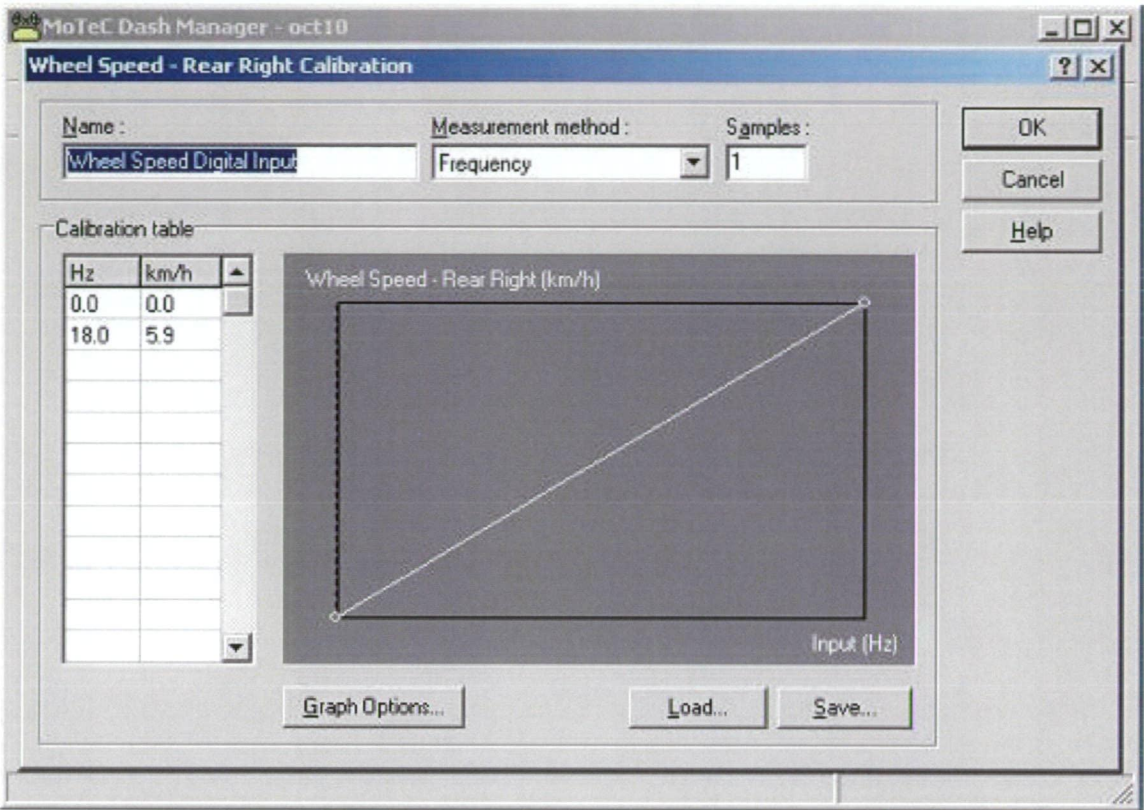 MoTeC Dash Manager - oct10
Wheel Speed - Rear Right Calibration
Name :
Measurement method :
Samples :
Wheel Speed Digital Input
Frequency
1
OK
Cancel
Help
Calibration table
Hz km/h
0.0 0.0
18.0 5.9
Wheel Speed - Rear Right (km/h)
Input (Hz)
Graph Options...
Load...
Save...